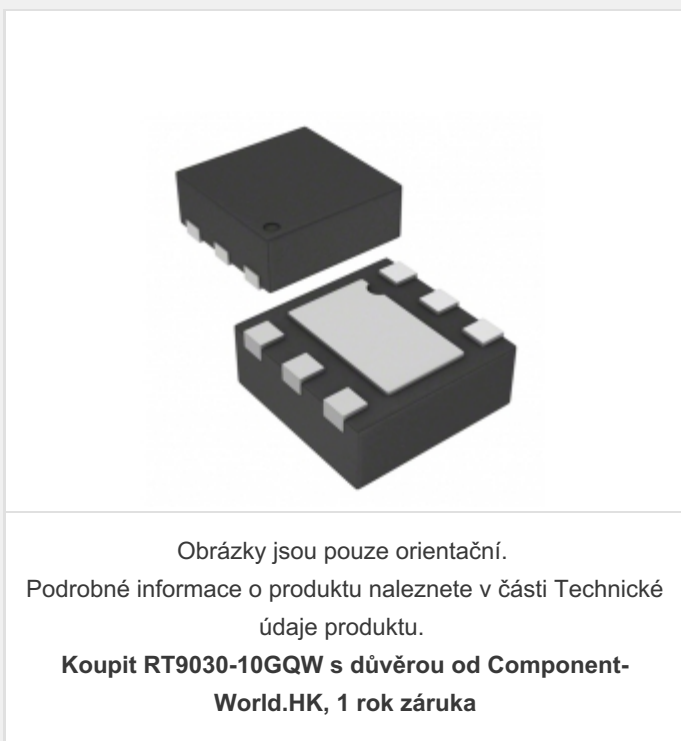 Obrázky jsou pouze orientační.
Podrobné informace o produktu naleznete v části Technické
údaje produktu.
Koupit RT9030-10GQW s důvěrou od Component-
World.HK, 1 rok záruka